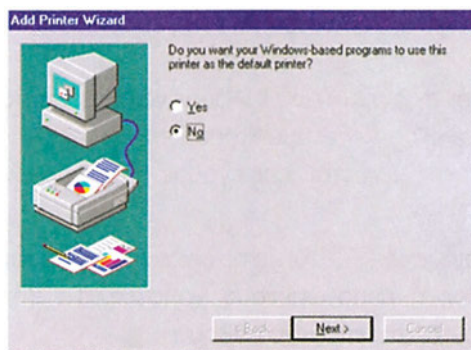 Add Printer Wizard
Do you want your Windows-based programs to use this
printer as the default printer?
Yes
No
< Back
Next >
Cancel